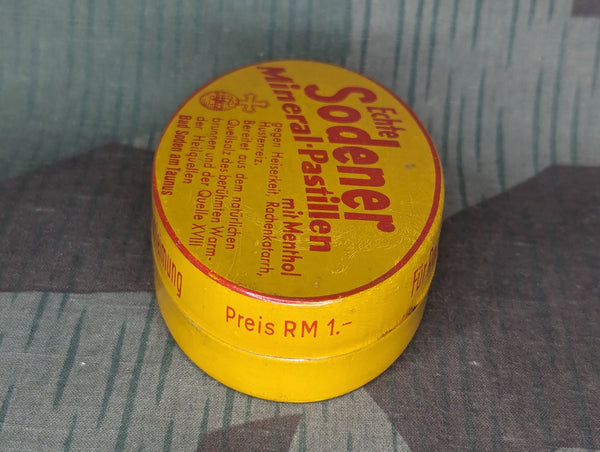 Echte
Sodener
Mineral-Pastillen
mit Menthol
gegen Heiserkeit, Rachenkatarrh,
Hustenreiz.
Bereitet aus dem natürlichen
Quellsalz des berühmten Warm-
brunnen und der Quelle XVIII
der Heilquellen
Bad Soden am Taunus
Preis RM 1.-